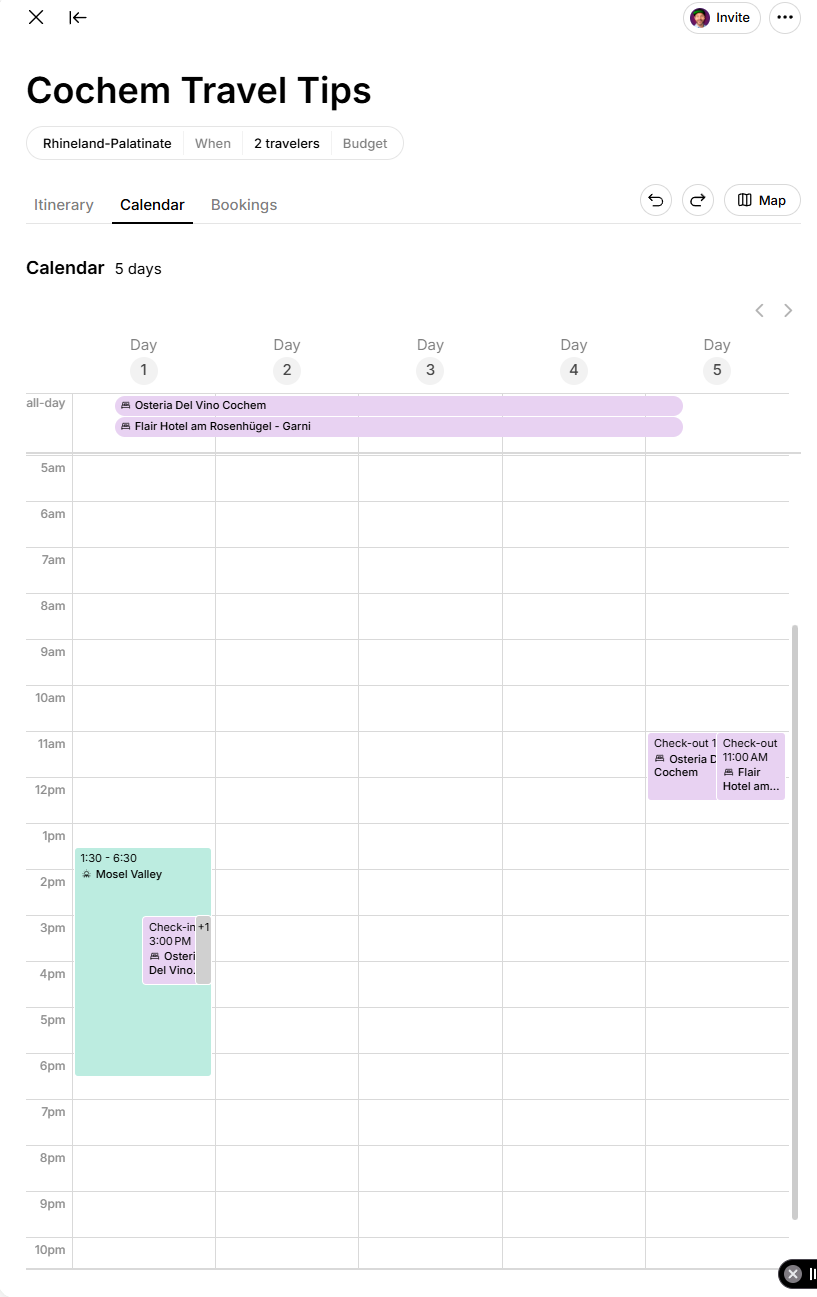 Invite
Cochem Travel Tips
Rhineland-Palatinate When 2 travelers Budget
Itinerary Calendar Bookings Map
Calendar 5 days
Day Day Day Day Day
1 2 3 4 5
all-day
Osteria Del Vino Cochem
Flair Hotel am Rosenhügel - Garni
5am
6am
7am
8am
9am
10am
11am
Check-out 1
Osteria D
Cochem
Check-out
11:00 AM
Flair
Hotel am...
12pm
1pm
1:30 - 6:30
Mosel Valley
2pm
3pm
Check-in +1
3:00 PM
Osteri
Del Vino.
4pm
5pm
6pm
7pm
8pm
9pm
10pm